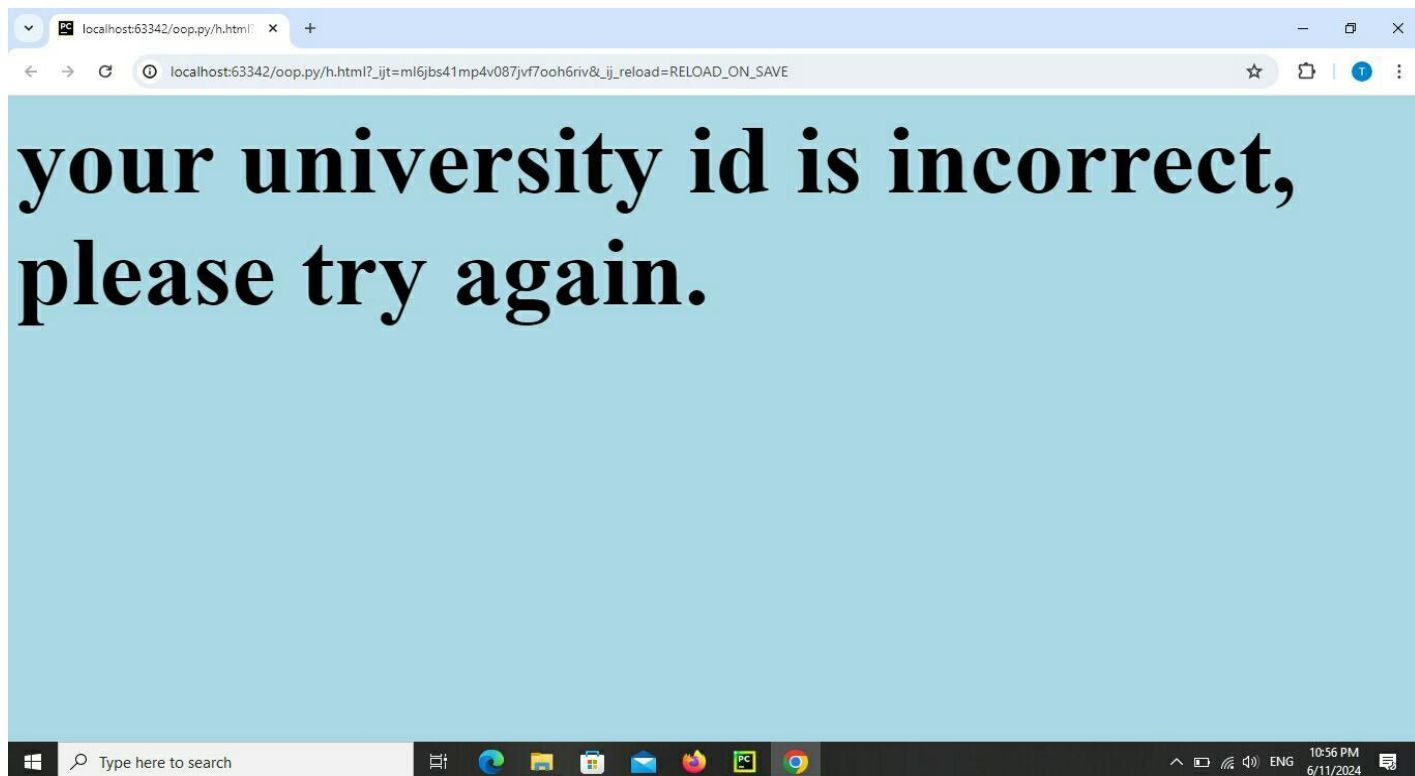 localhost:63342/oop.py/h.html?
localhost:63342/oop.py/h.html?_ijt=ml6jbs41mp4v087jvf7ooh6riv&_ij_reload=RELOAD_ON_SAVE
T
your university id is incorrect,
please try again.
Type here to search
PC
ENG
10:56 PM
6/11/2024